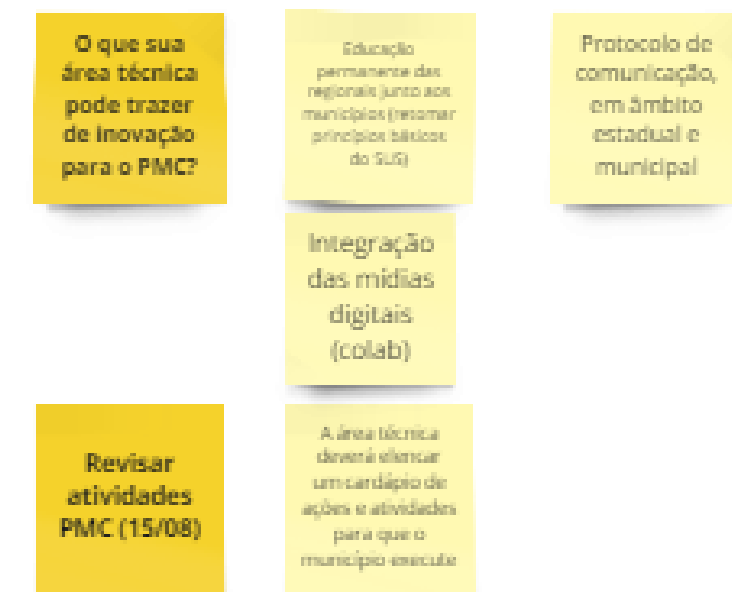 O que sua
área técnica
pode trazer
de inovação
para o PMC?
Educação
permanente das
regionais junto aos
municípios (retomar
princípios básicos
do SUS)
Protocolo de
comunicação,
em âmbito
estadual e
municipal
Integração
das mídias
digitais
(colab)
Revisar
atividades
PMC (15/08)
A área técnica
deverá elencar
um cardápio de
ações e atividades
para que o
município execute